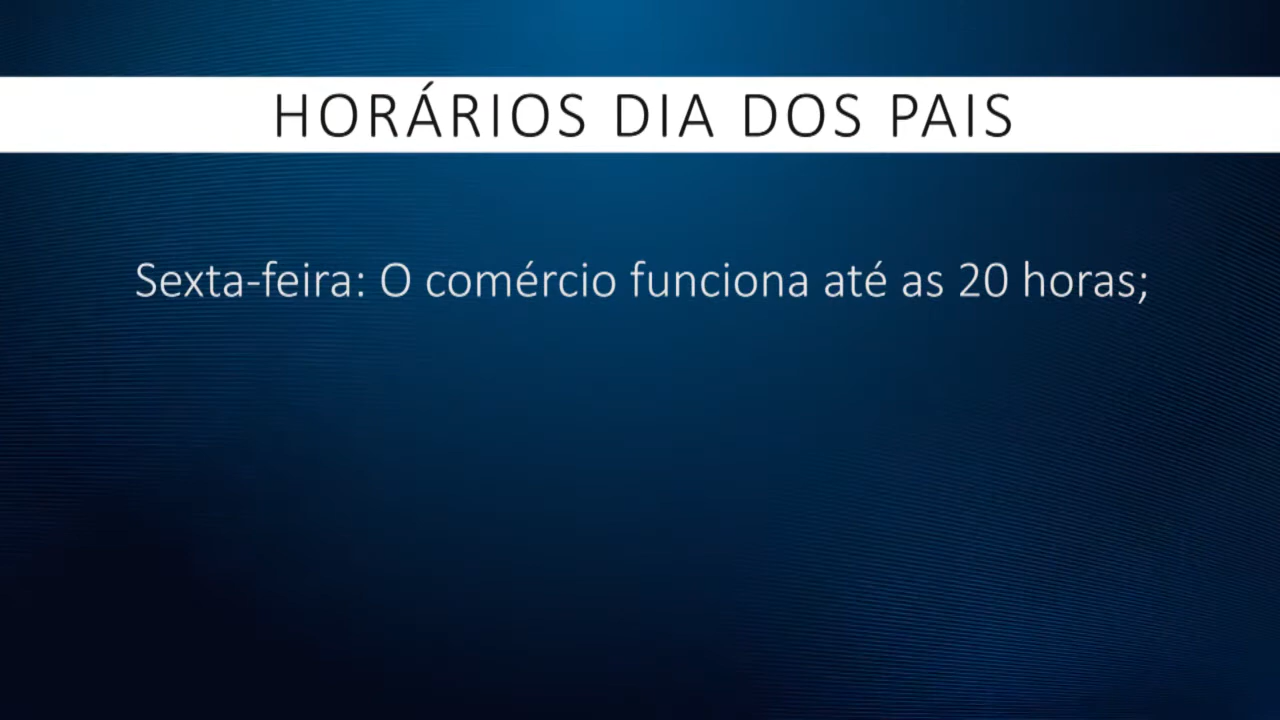 HORÁRIOS DIA DOS PAIS
Sexta-feira: O comércio funciona até as 20 horas;